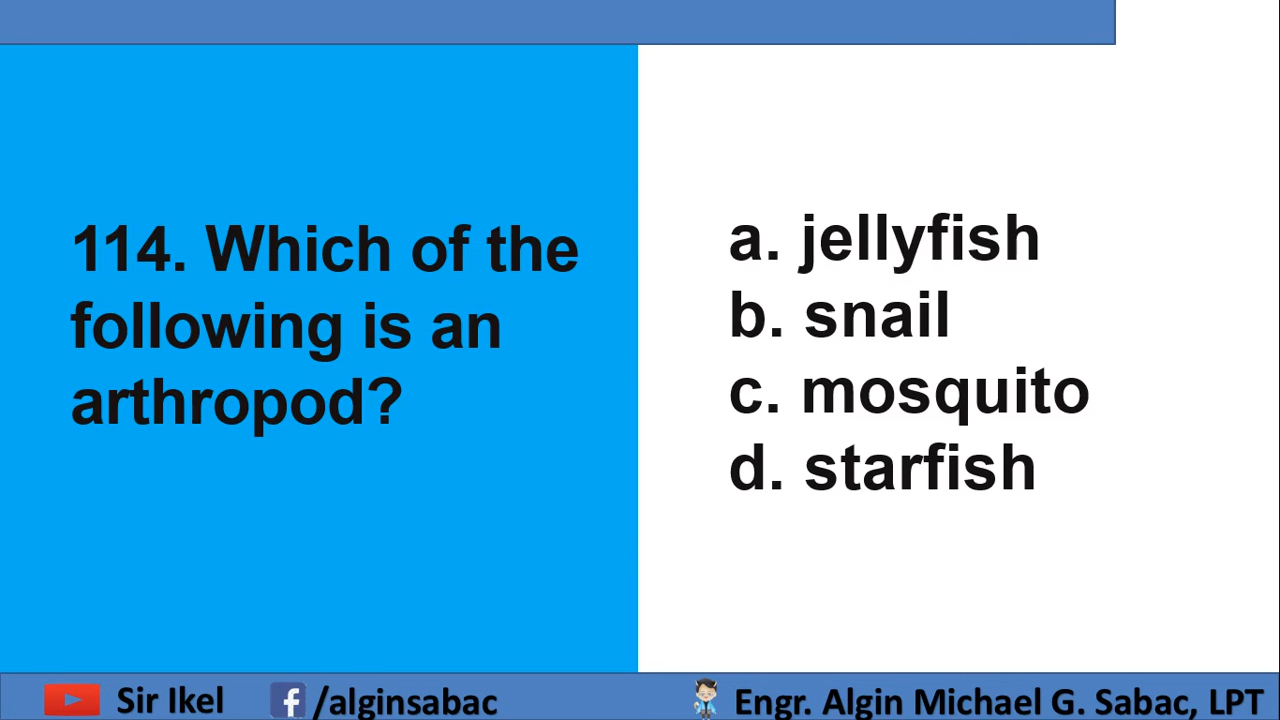 114. Which of the
following is an
arthropod?
a. jellyfish
b. snail
c. mosquito
d. starfish
Sir Ikel
/alginsabac
Engr. Algin Michael G. Sabac, LPT